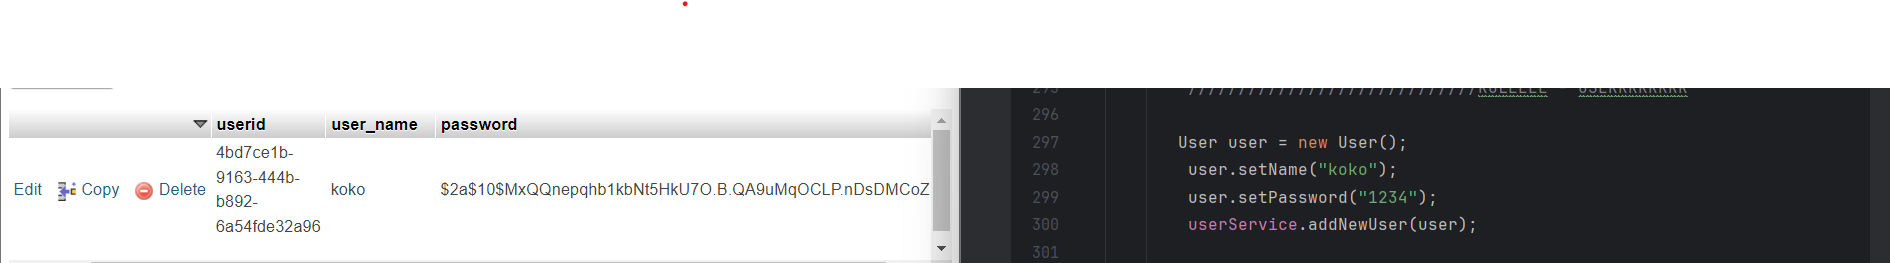 userid user_name password
4bd7ce1b-
9163-444b-
Edit Copy Delete koko $2a$10$MxQQnepqhb1kbNt5HkU7O.B.QA9uMqOCLP.nDsDMCoZ
b892-
6a54fde32a96
296
297 User user = new User();
298 user.setName("koko");
299 user.setPassword("1234");
300 userService.addNewUser(user);
301